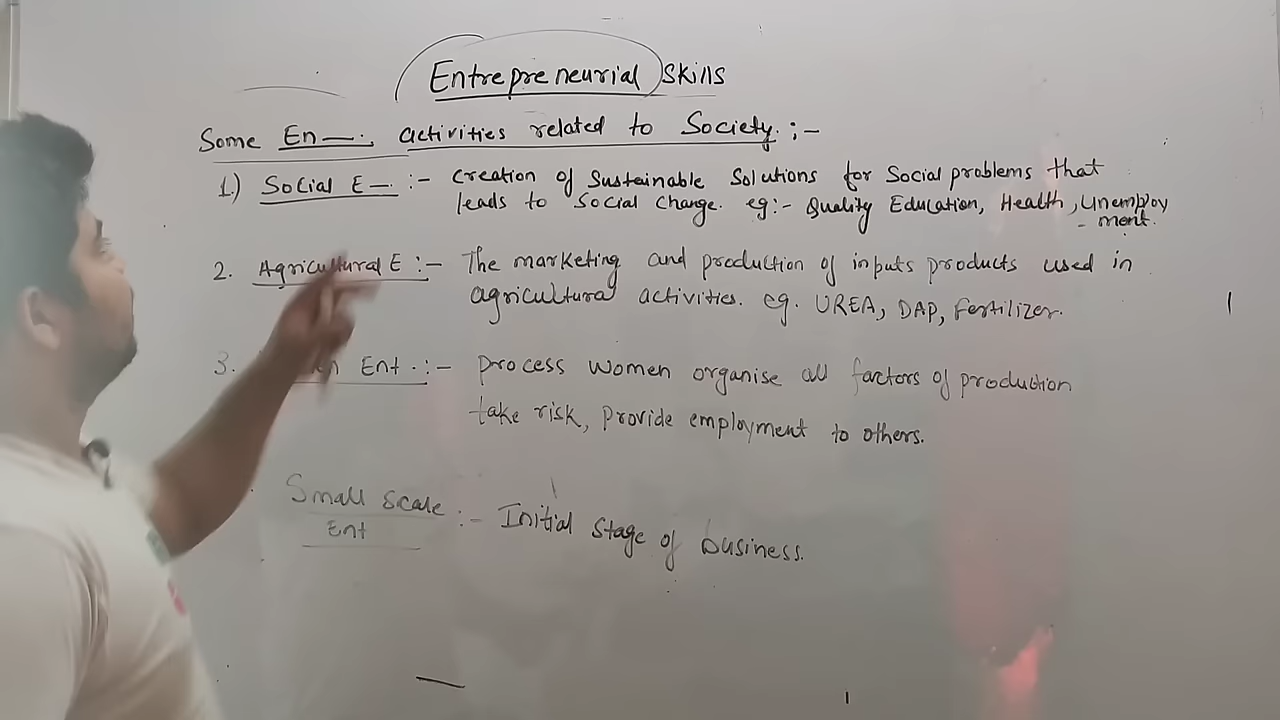 Entrepreneurial Skills
Some En—. activities related to Society :-
1.) Social E— :- Creation of Sustainable Solutions for Social problems that
leads to Social change. eg:- Quality Education, Health, Unemploy
- ment.
2. Agricultural E :- The marketing and production of inputs products used in
agricultural activities. eg. UREA, DAP, Fertilizer.
3. Ent. :- Process women organise all factors of production
take risk, provide employment to others.
Small scale :- Initial stage of business.
Ent